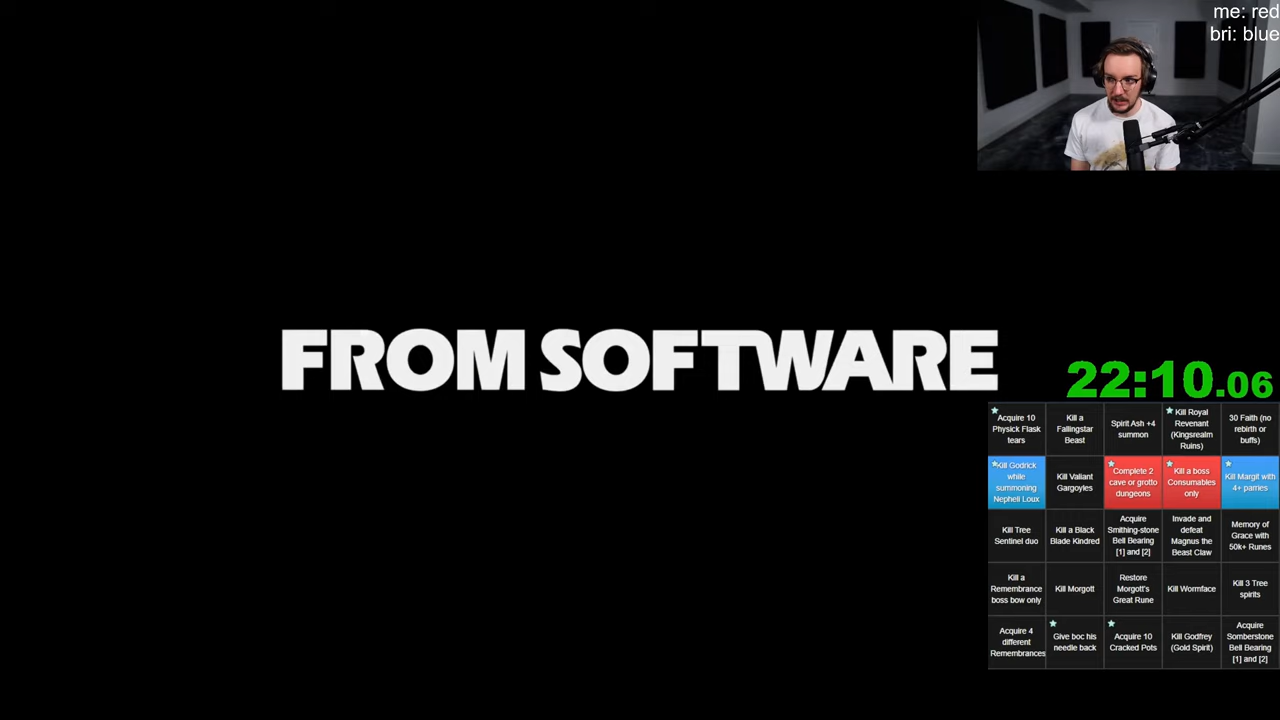 me: red
bri: blue
FROM SOFTWARE
22:10.06
Acquire 10
Physick Flask
tears
Kill a
Fallingstar
Beast
Spirit Ash +4
summon
Kill Royal
Revenant
(Kingsrealm
Ruins)
30 Faith (no
rebirth or
buffs)
Kill Godrick
while
summoning
Nephell Loux
Kill Valiant
Gargoyles
Complete 2
cave or grotto
dungeons
Kill a boss
Consumables
only
Kill Margit with
4+ parries
Kill Tree
Sentinel duo
Kill a Black
Blade Kindred
Acquire
Smithing-stone
Bell Bearing
[1] and [2]
Invade and
defeat
Magnus the
Beast Claw
Memory of
Grace with
50k+ Runes
Kill a
Remembrance
boss bow only
Kill Morgott
Restore
Morgott's
Great Rune
Kill Wormface
Kill 3 Tree
spirits
Acquire 4
different
Remembrances
Give boc his
needle back
Acquire 10
Cracked Pots
Kill Godfrey
(Gold Spirit)
Acquire
Somberstone
Bell Bearing
[1] and [2]